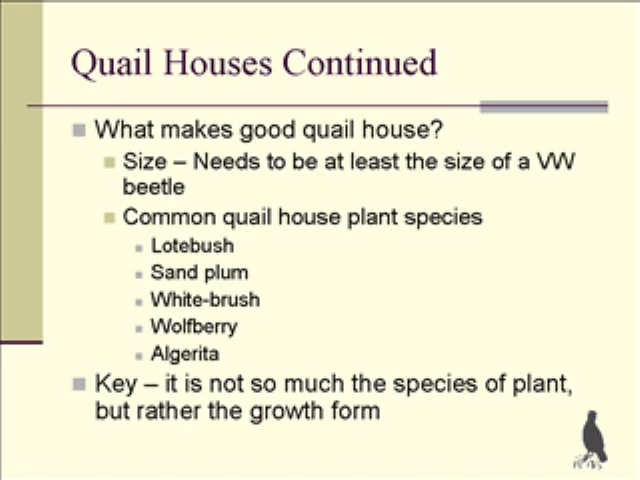 Quail Houses Continued
What makes good quail house?
Size – Needs to be at least the size of a VW
beetle
Common quail house plant species
Lotebush
Sand plum
White-brush
Wolfberry
Algerita
Key – it is not so much the species of plant,
but rather the growth form